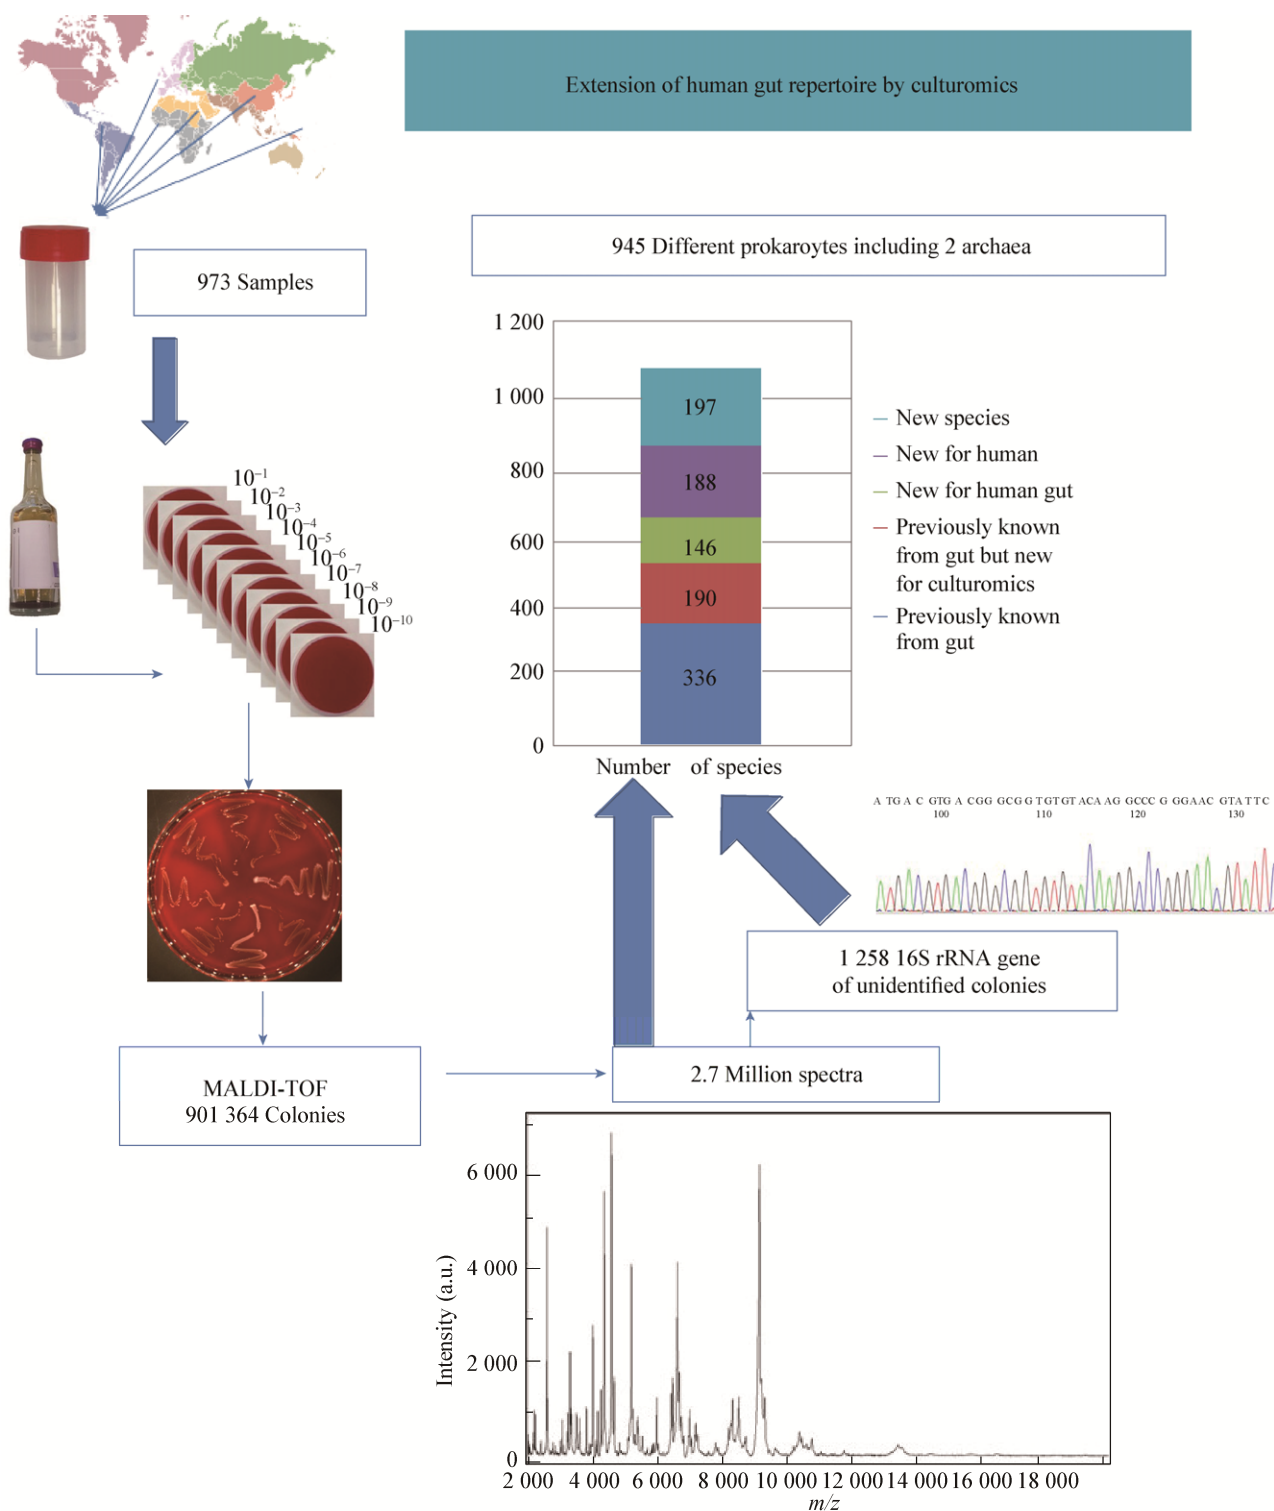 Extension of human gut repertoire by culturomics
973 Samples
945 Different prokaroytes including 2 archaea
10⁻¹
10⁻²
10⁻³
10⁻⁴
10⁻⁵
10⁻⁶
10⁻⁷
10⁻⁸
10⁻⁹
10⁻¹⁰
1 200
1 000
800
600
400
200
0
197
188
146
190
336
Number of species
New species
New for human
New for human gut
Previously known
from gut but new
for culturomics
Previously known
from gut
A TG A C GTG A CGG GCG G TGTGT ACA AG GCCC G GGAAC GTATTC
100 110 120 130
1 258 16S rRNA gene
of unidentified colonies
MALDI-TOF
901 364 Colonies
2.7 Million spectra
Intensity (a.u.)
6 000
4 000
2 000
0
2 000 4 000 6 000 8 000 10 000 12 000 14 000 16 000 18 000
m/z